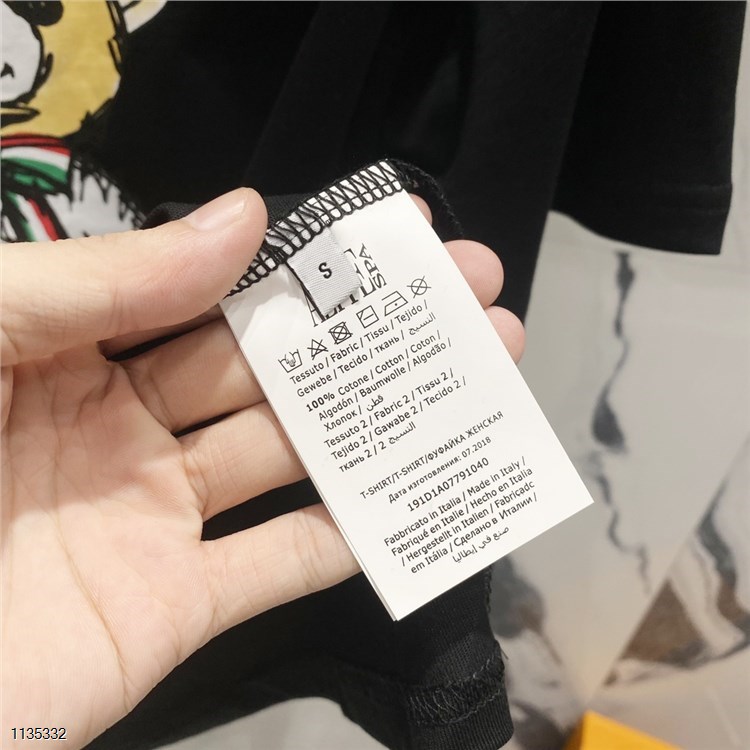 S
SPA
Tessuto / Fabric / Tissu / Tejido /
Gewebe / Tecido / ткань / النسيج
100% Cotone / Cotton / Coton /
Algodón / Baumwolle / Algodão /
Хлопок / قطن
Tessuto 2 / Fabric 2 / Tissu 2 /
Tejido 2 / Gawabe 2 / Tecido 2 /
ткань 2 / 2 النسيج
T-SHIRT/T-SHIRT/ФУФАЙКА ЖЕНСКАЯ
Дата изготовления: 07.2018
191D1A07791040
Fabbricato in Italia / Made in Italy /
Fabriqué en Italie / Hecho en Italia
/ Hergestellt in Italien / Fabricadc
em Itália / Сделано в Италии /
صنع في إيطاليا
1135332